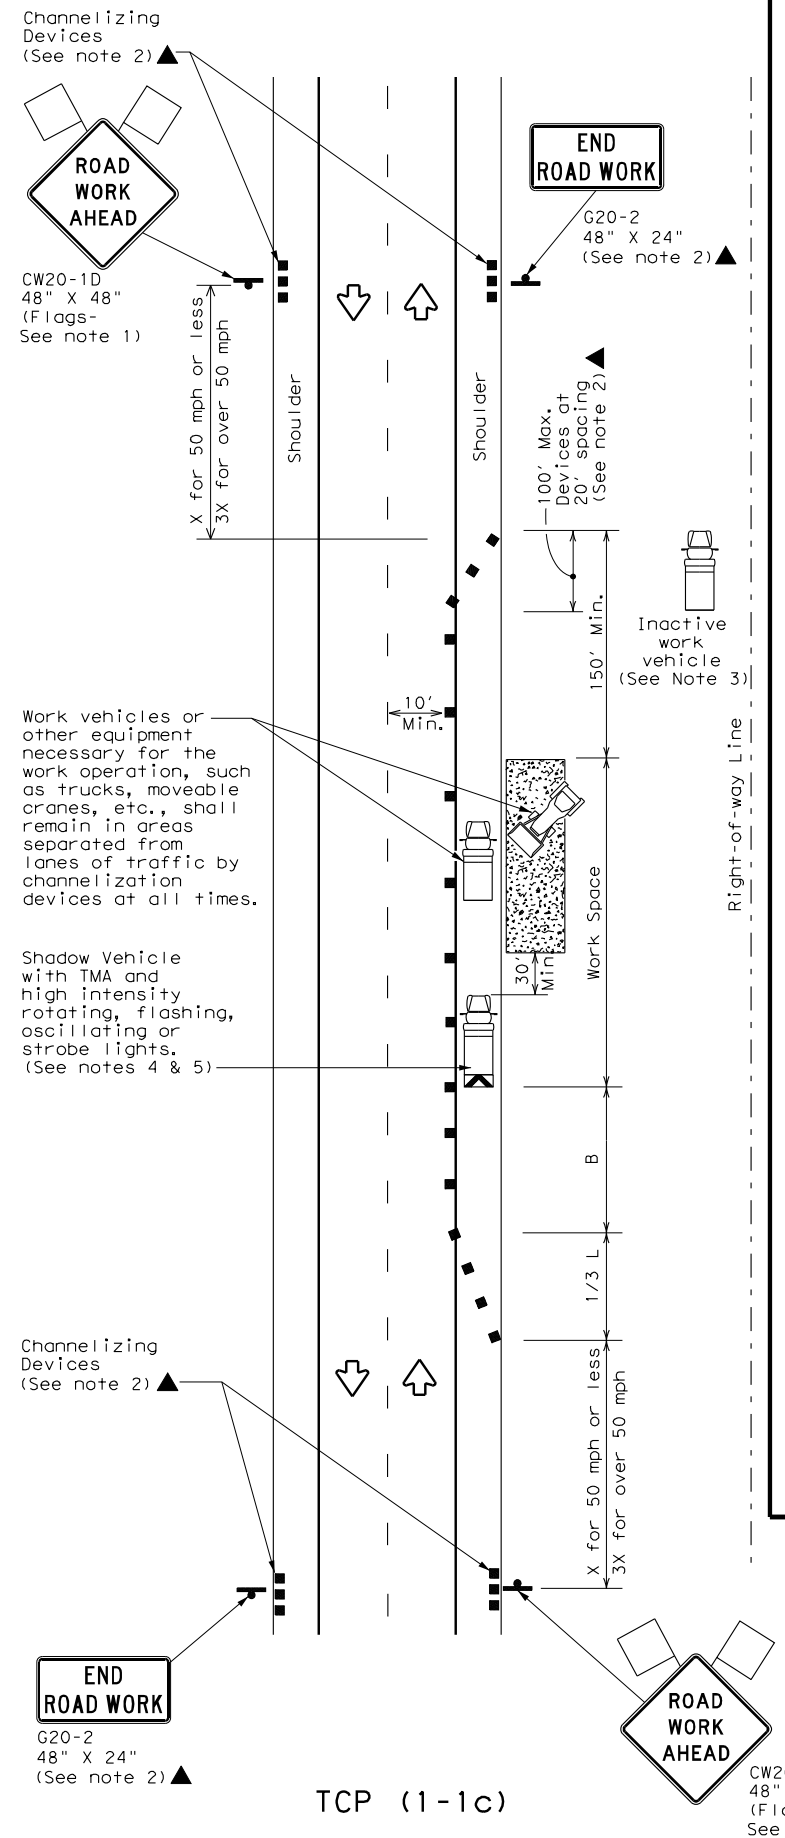 Channelizing
Devices
(See note 2)
ROAD
WORK
AHEAD
CW20-1D
48" X 48"
(Flags-
See note 1)
END
ROAD WORK
G20-2
48" X 24"
(See note 2)
X for 50 mph or less
3X for over 50 mph
Shoulder
Shoulder
100' Max.
Devices at
20' spacing
(See note 2)
150' Min.
Inactive
work
vehicle
(See Note 3)
10'
Min.
Right-of-way Line
Work vehicles or
other equipment
necessary for the
work operation, such
as trucks, moveable
cranes, etc., shall
remain in areas
separated from
lanes of traffic by
channelization
devices at all times.
Work Space
30'
Min.
Shadow Vehicle
with TMA and
high intensity
rotating, flashing,
oscillating or
strobe lights.
(See notes 4 & 5)
B
1/3 L
Channelizing
Devices
(See note 2)
X for 50 mph or less
3X for over 50 mph
END
ROAD WORK
G20-2
48" X 24"
(See note 2)
ROAD
WORK
AHEAD
48"
See
TCP (1-1c)